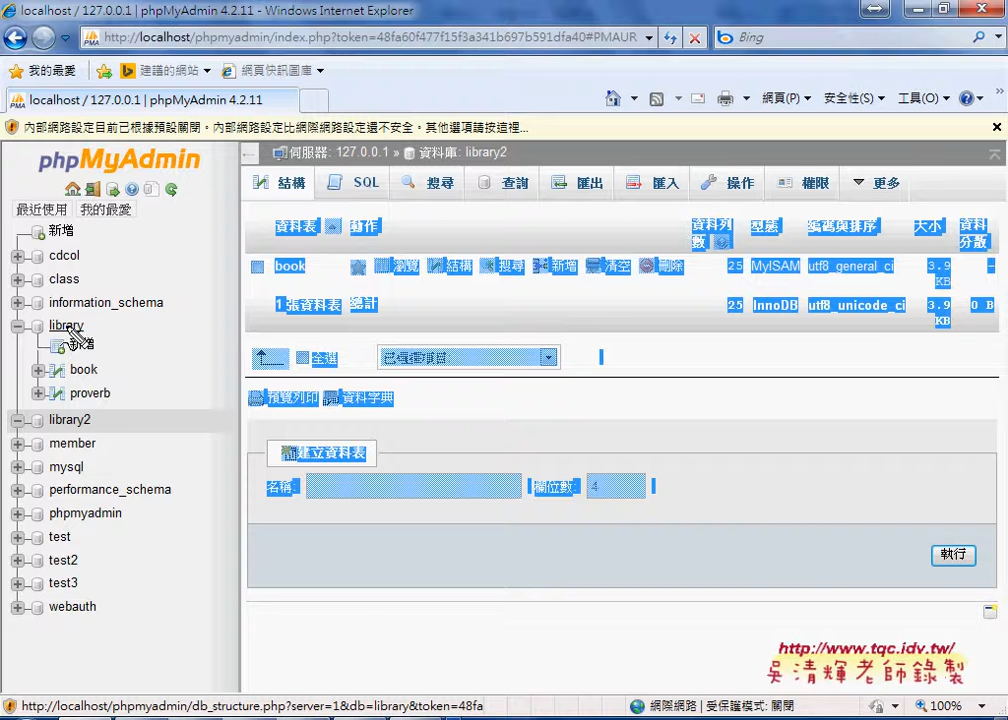 localhost / 127.0.0.1 | phpMyAdmin 4.2.11 - Windows Internet Explorer
http://localhost/phpmyadmin/index.php?token=48fa60f477f15f3a341b697b591dfa40#PMAUR
Bing
我的最愛 建議的網站 網頁快訊圖庫
localhost / 127.0.0.1 | phpMyAdmin 4.2.11
網頁(P) 安全性(S) 工具(O)
內部網路設定目前已根據預設關閉。內部網路設定比網際網路設定還不安全。其他選項請按這裡...
phpMyAdmin
最近使用 我的最愛
新增
cdcol
class
information_schema
library
新增
book
proverb
library2
member
mysql
performance_schema
phpmyadmin
test
test2
test3
webauth
伺服器: 127.0.0.1 » 資料庫: library2
結構 SQL 搜尋 查詢 匯出 匯入 操作 權限 更多
資料表 動作 資料列數 型態 編碼與排序 大小 資料分散
book 瀏覽 結構 搜尋 新增 清空 刪除 25 MyISAM utf8_general_ci 3.9 KB -
1 張資料表 總計 25 InnoDB utf8_unicode_ci 3.9 KB 0 B
全選 已選擇項目:
預覽列印 資料字典
建立資料表
名稱: 欄位數: 4
執行
http://www.tqc.idv.tw/
吳清輝老師錄製
http://localhost/phpmyadmin/db_structure.php?server=1&db=library&token=48fa
網際網路 | 受保護模式: 關閉
100%